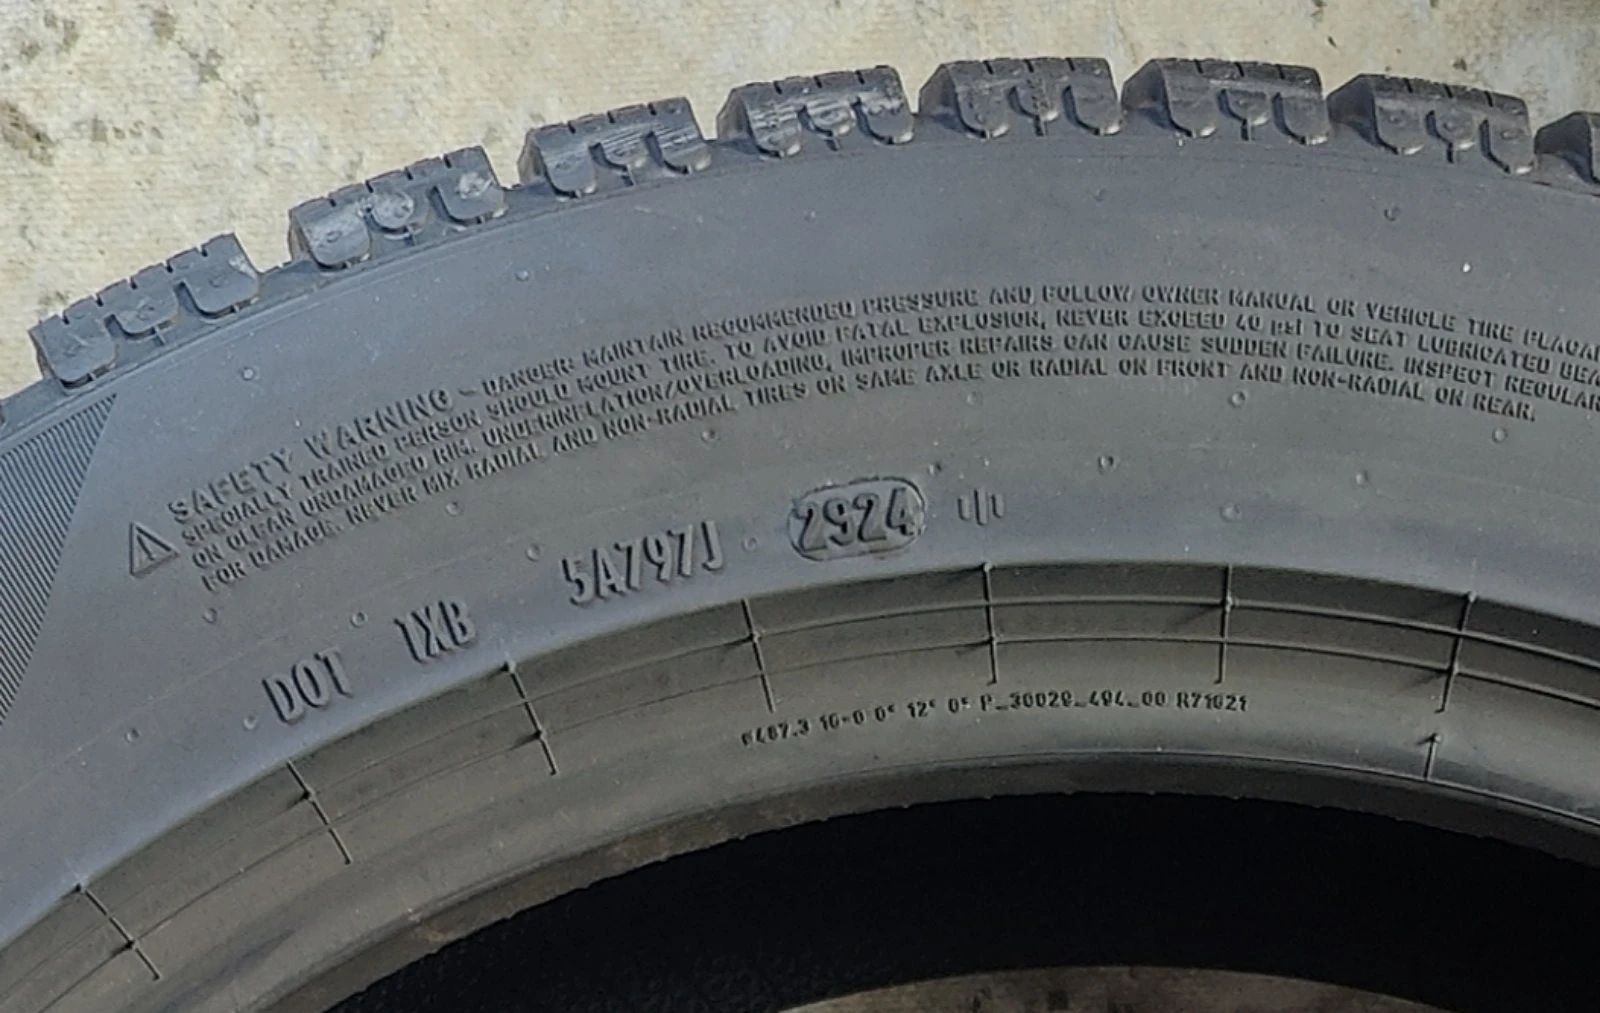 SAFETY WARNING - DANGER: MAINTAIN RECOMMENDED PRESSURE AND FOLLOW OWNER MANUAL OR VEHICLE TIRE PLACAR
SPECIALLY TRAINED PERSON SHOULD MOUNT TIRE. TO AVOID FATAL EXPLOSION, NEVER EXCEED 40 psi TO SEAT LUBRICATED BEA
ON CLEAN UNDAMAGED RIM. UNDERINFLATION/OVERLOADING, IMPROPER REPAIRS CAN CAUSE SUDDEN FAILURE. INSPECT REGULAR
FOR DAMAGE. NEVER MIX RADIAL AND NON-RADIAL TIRES ON SAME AXLE OR RADIAL ON FRONT AND NON-RADIAL ON REAR.
DOT 1XB 5A797J 2924
P_30029_494_00 R71021